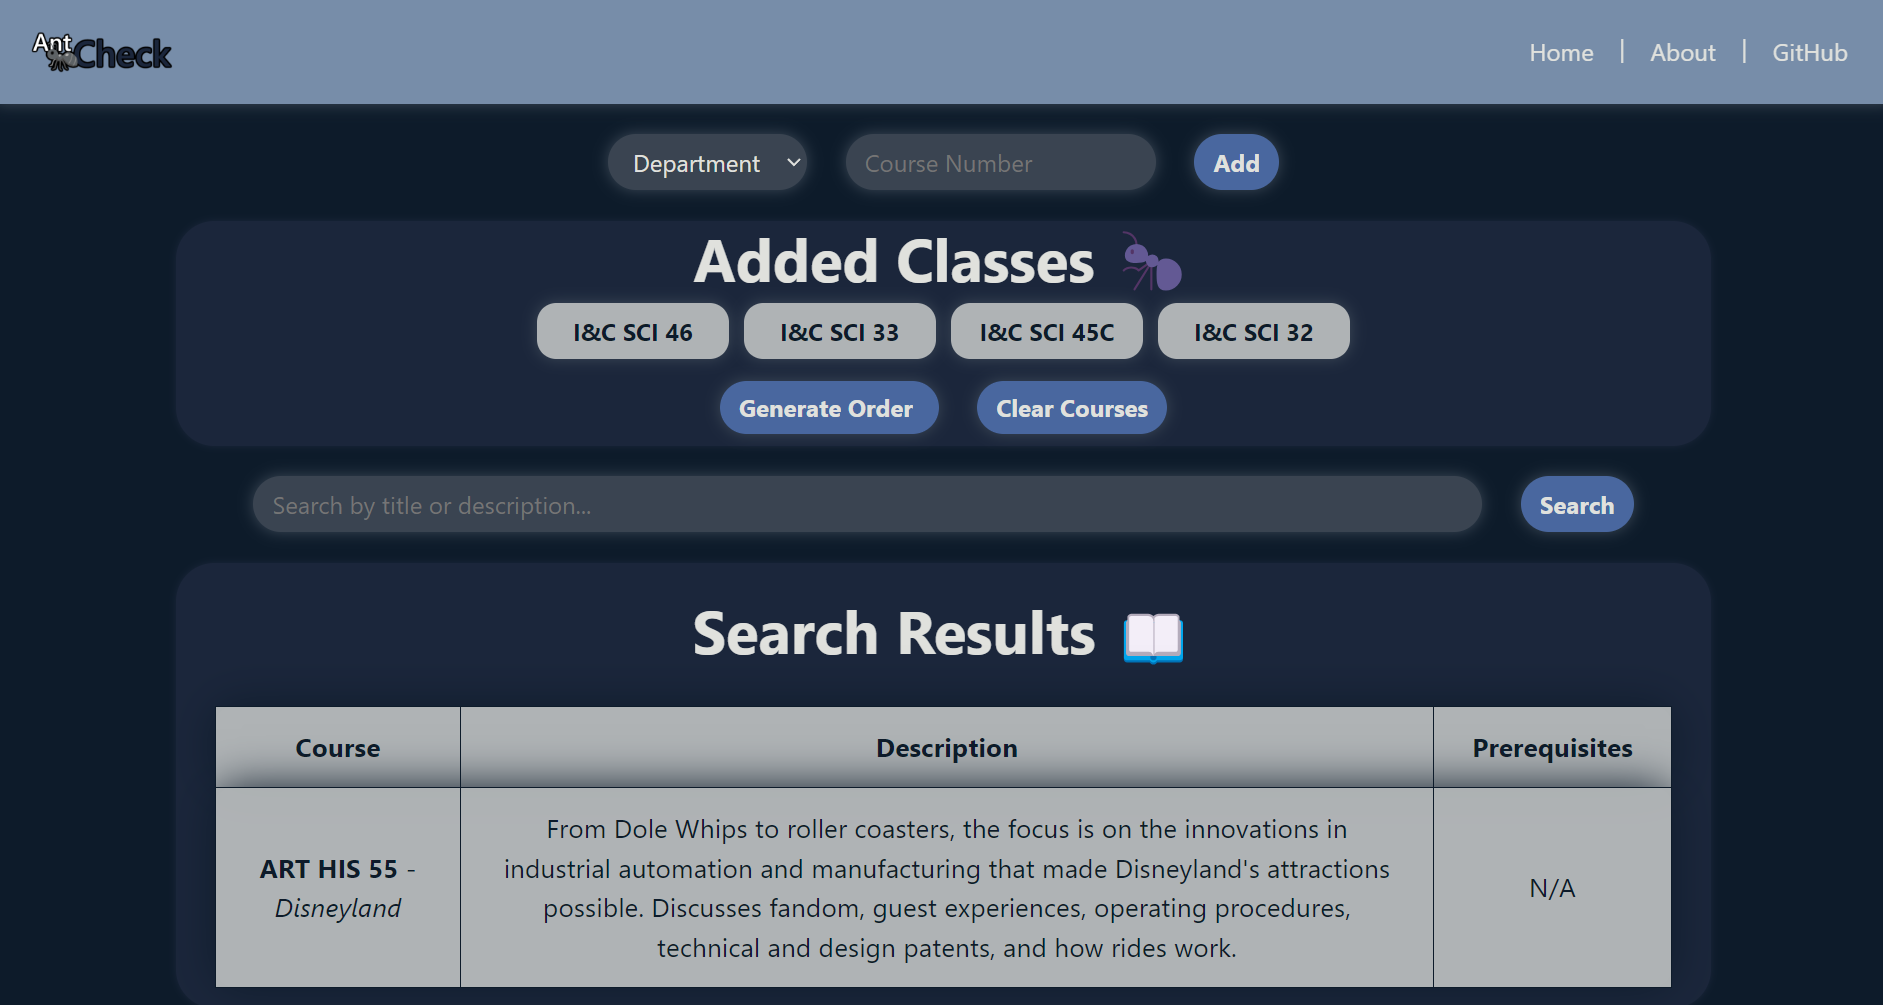 AntCheck
Home | About | GitHub
Department
Course Number
Add
Added Classes
I&C SCI 46
I&C SCI 33
I&C SCI 45C
I&C SCI 32
Generate Order
Clear Courses
Search by title or description...
Search
Search Results
Course
Description
Prerequisites
ART HIS 55 -
Disneyland
From Dole Whips to roller coasters, the focus is on the innovations in
industrial automation and manufacturing that made Disneyland's attractions
possible. Discusses fandom, guest experiences, operating procedures,
technical and design patents, and how rides work.
N/A